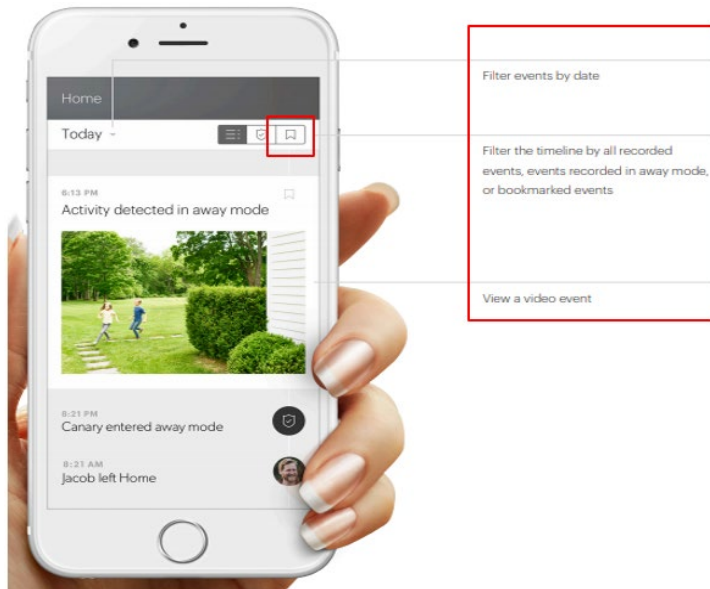 Home
Today
6:13 PM
Activity detected in away mode
8:21 PM
Canary entered away mode
8:21 AM
Jacob left Home
Filter events by date
Filter the timeline by all recorded
events, events recorded in away mode,
or bookmarked events
View a video event